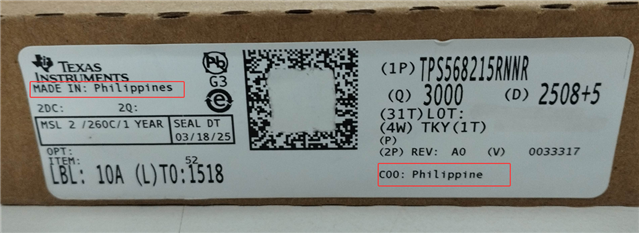 TEXAS
INSTRUMENTS
MADE IN: Philippines
2DC: 2Q:
MSL 2 /260C/1 YEAR
SEAL DT
03/18/25
OPT:
ITEM: 52
LBL: 10A (L)TO:1518
Pb
G3
e
(1P) TPS568215RNNR
(Q) 3000 (D) 2508+5
(31T)LOT:
(4W) TKY(1T)
(P)
(2P) REV: A0 (V) 0033317
COO: Philippine